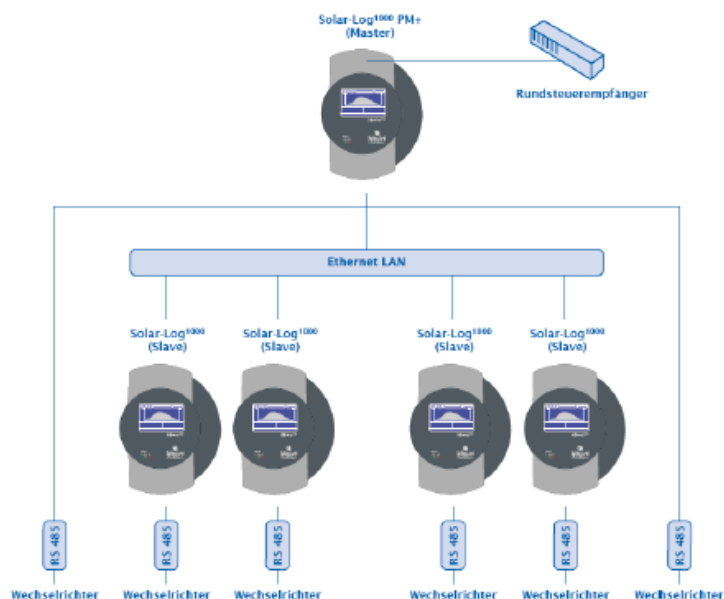 Solar-Log¹⁰⁰⁰ PM+
(Master)
Rundsteuerempfänger
Ethernet LAN
Solar-Log¹⁰⁰⁰
(Slave)
Solar-Log¹⁰⁰⁰
(Slave)
Solar-Log¹⁰⁰⁰
(Slave)
Solar-Log¹⁰⁰⁰
(Slave)
RS 485
RS 485
RS 485
RS 485
RS 485
RS 485
Wechselrichter
Wechselrichter
Wechselrichter
Wechselrichter
Wechselrichter
Wechselrichter